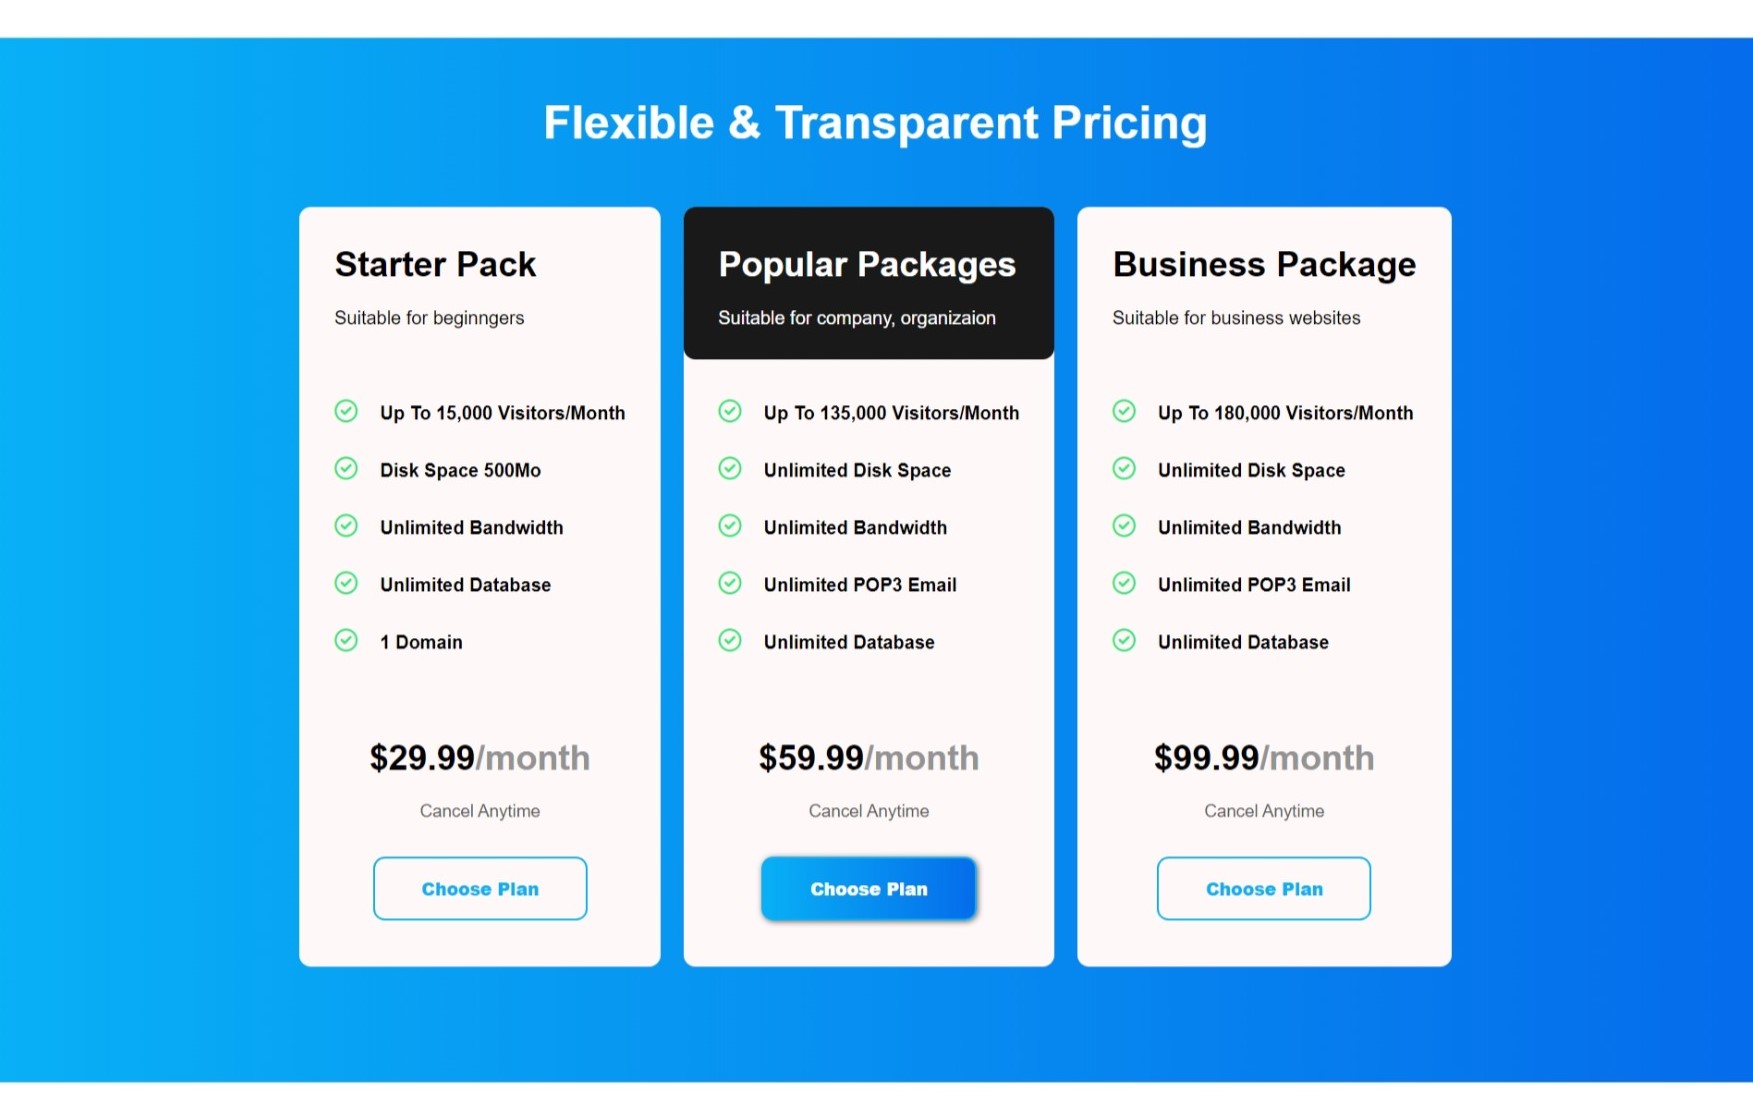 Flexible & Transparent Pricing
Starter Pack
Suitable for beginngers
Up To 15,000 Visitors/Month
Disk Space 500Mo
Unlimited Bandwidth
Unlimited Database
1 Domain
$29.99/month
Cancel Anytime
Choose Plan
Popular Packages
Suitable for company, organizaion
Up To 135,000 Visitors/Month
Unlimited Disk Space
Unlimited Bandwidth
Unlimited POP3 Email
Unlimited Database
$59.99/month
Cancel Anytime
Choose Plan
Business Package
Suitable for business websites
Up To 180,000 Visitors/Month
Unlimited Disk Space
Unlimited Bandwidth
Unlimited POP3 Email
Unlimited Database
$99.99/month
Cancel Anytime
Choose Plan